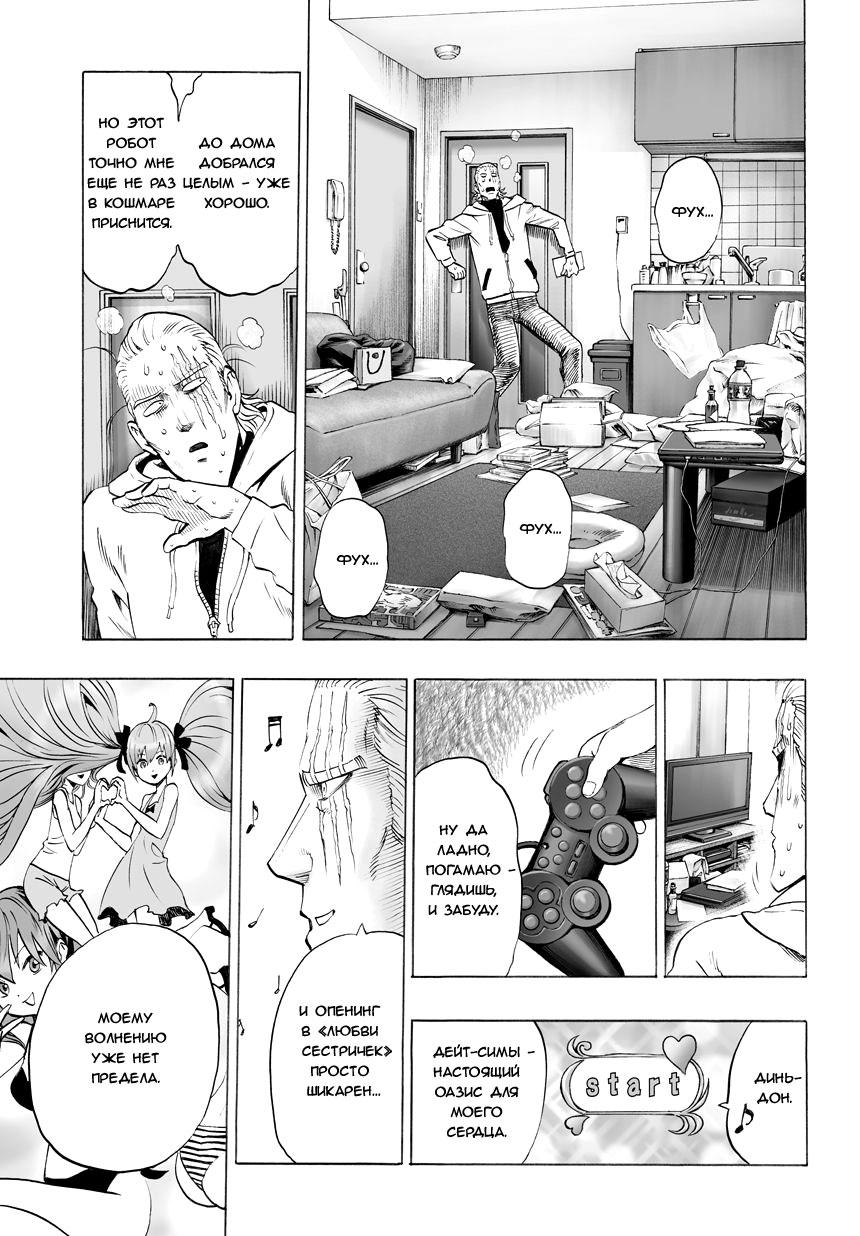 ФУХ...
ФУХ...
ФУХ...
ДО ДОМА
ДОБРАЛСЯ
ЦЕЛЫМ - УЖЕ
ХОРОШО.
НО ЭТОТ
РОБОТ
ТОЧНО МНЕ
ЕЩЕ НЕ РАЗ
В КОШМАРЕ
ПРИСНИТСЯ.
НУ ДА
ЛАДНО,
ПОГАМАЮ -
ГЛЯДИШЬ,
И ЗАБУДУ.
ДИНЬ-
ДОН.
start
ДЕЙТ-СИМЫ -
НАСТОЯЩИЙ
ОАЗИС ДЛЯ
МОЕГО
СЕРДЦА.
И ОПЕНИНГ
В «ЛЮБВИ
СЕСТРИЧЕК»
ПРОСТО
ШИКАРЕН...
МОЕМУ
ВОЛНЕНИЮ
УЖЕ НЕТ
ПРЕДЕЛА.